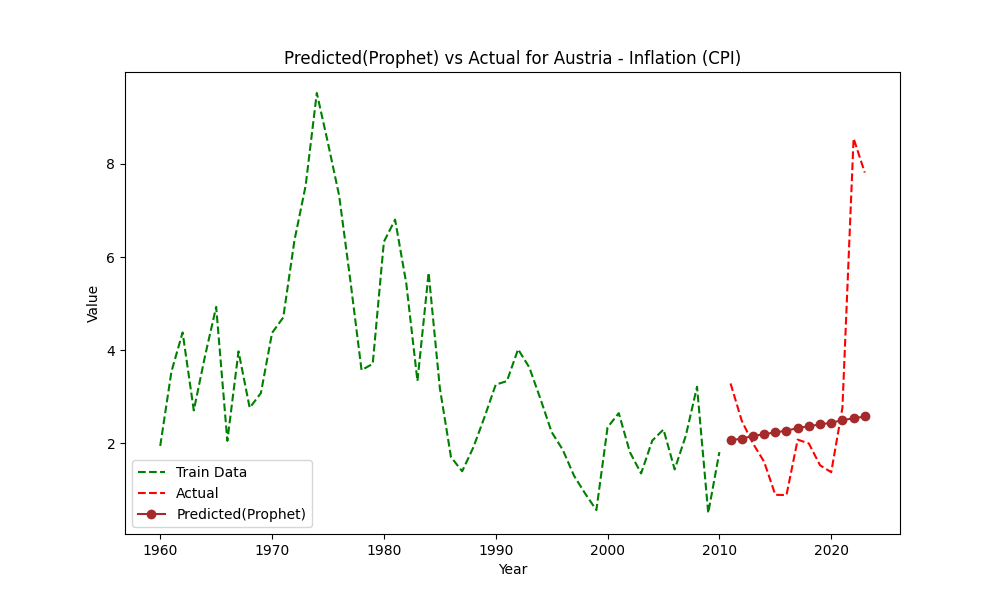 Predicted(Prophet) vs Actual for Austria - Inflation (CPI)
Value
8
6
4
2
Train Data
Actual
Predicted(Prophet)
1960 1970 1980 1990 2000 2010 2020
Year